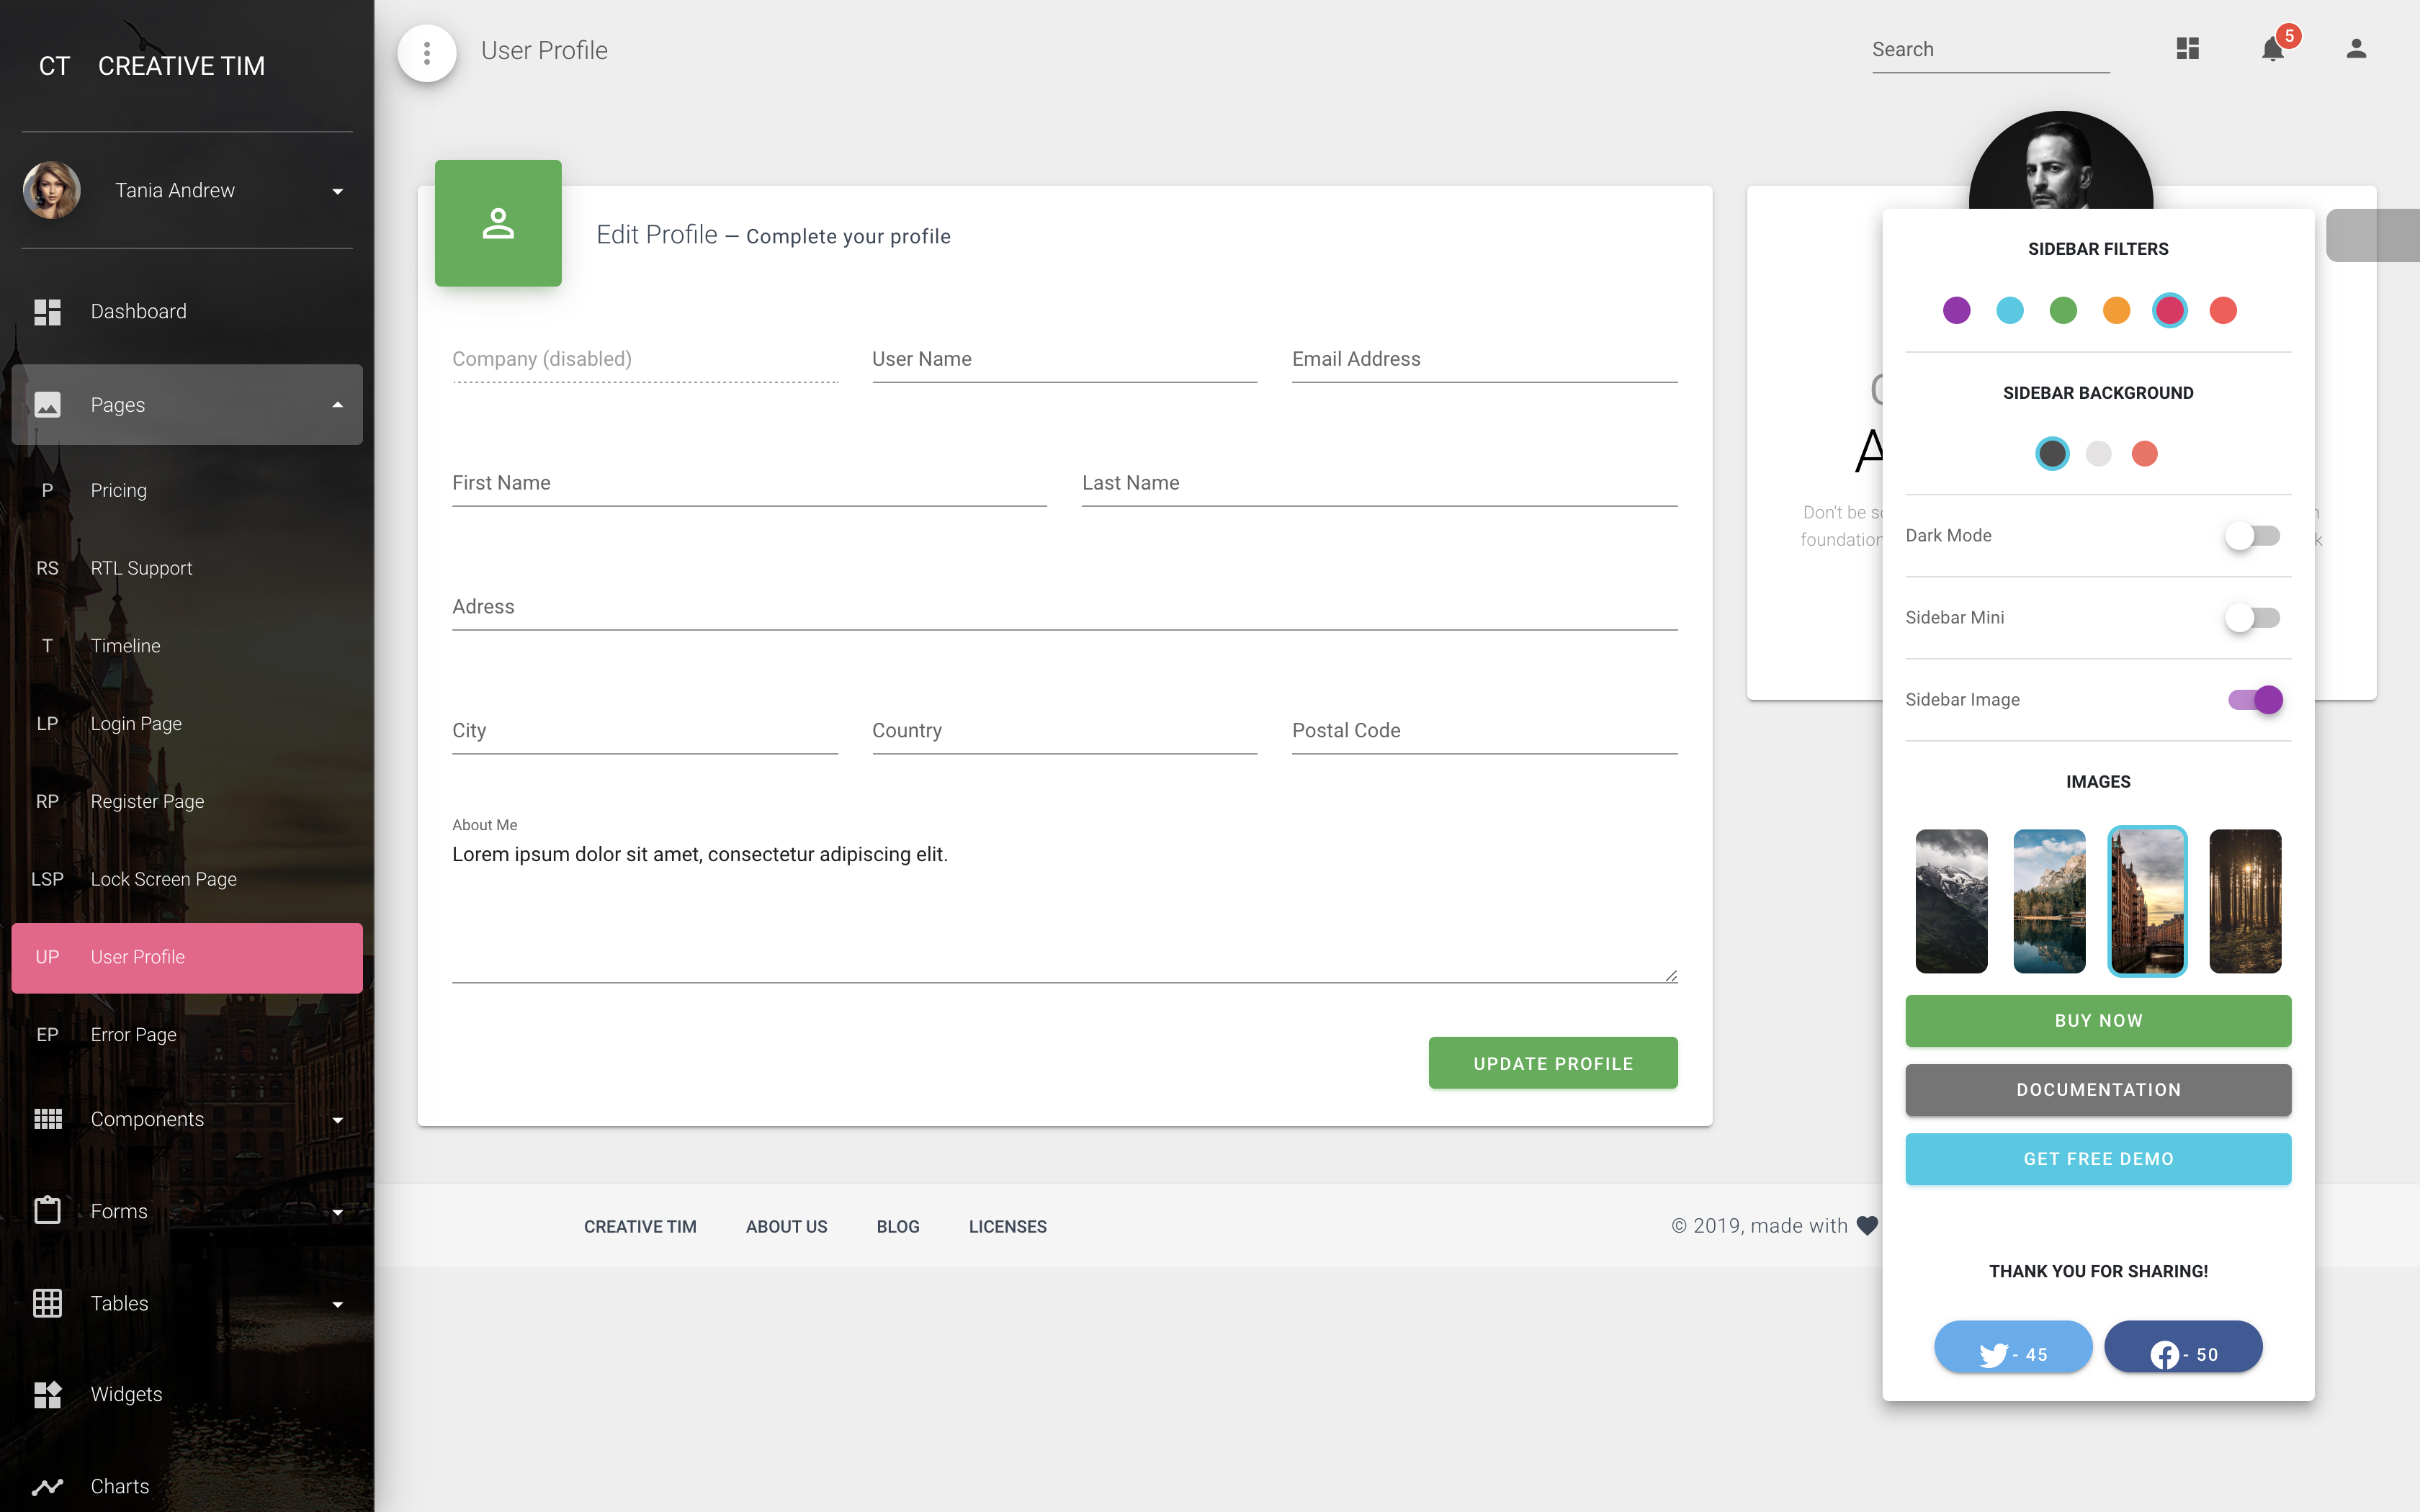 CT CREATIVE TIM
Tania Andrew
Dashboard
Pages
P Pricing
RS RTL Support
T Timeline
LP Login Page
RP Register Page
LSP Lock Screen Page
UP User Profile
EP Error Page
Components
Forms
Tables
Widgets
Charts
User Profile
Search
5
Edit Profile – Complete your profile
Company (disabled) User Name Email Address
First Name Last Name
Adress
City Country Postal Code
About Me
Lorem ipsum dolor sit amet, consectetur adipiscing elit.
UPDATE PROFILE
A
Don't be
foundation
SIDEBAR FILTERS
SIDEBAR BACKGROUND
Dark Mode
Sidebar Mini
Sidebar Image
IMAGES
BUY NOW
DOCUMENTATION
GET FREE DEMO
THANK YOU FOR SHARING!
- 45 - 50
CREATIVE TIM ABOUT US BLOG LICENSES
© 2019, made with